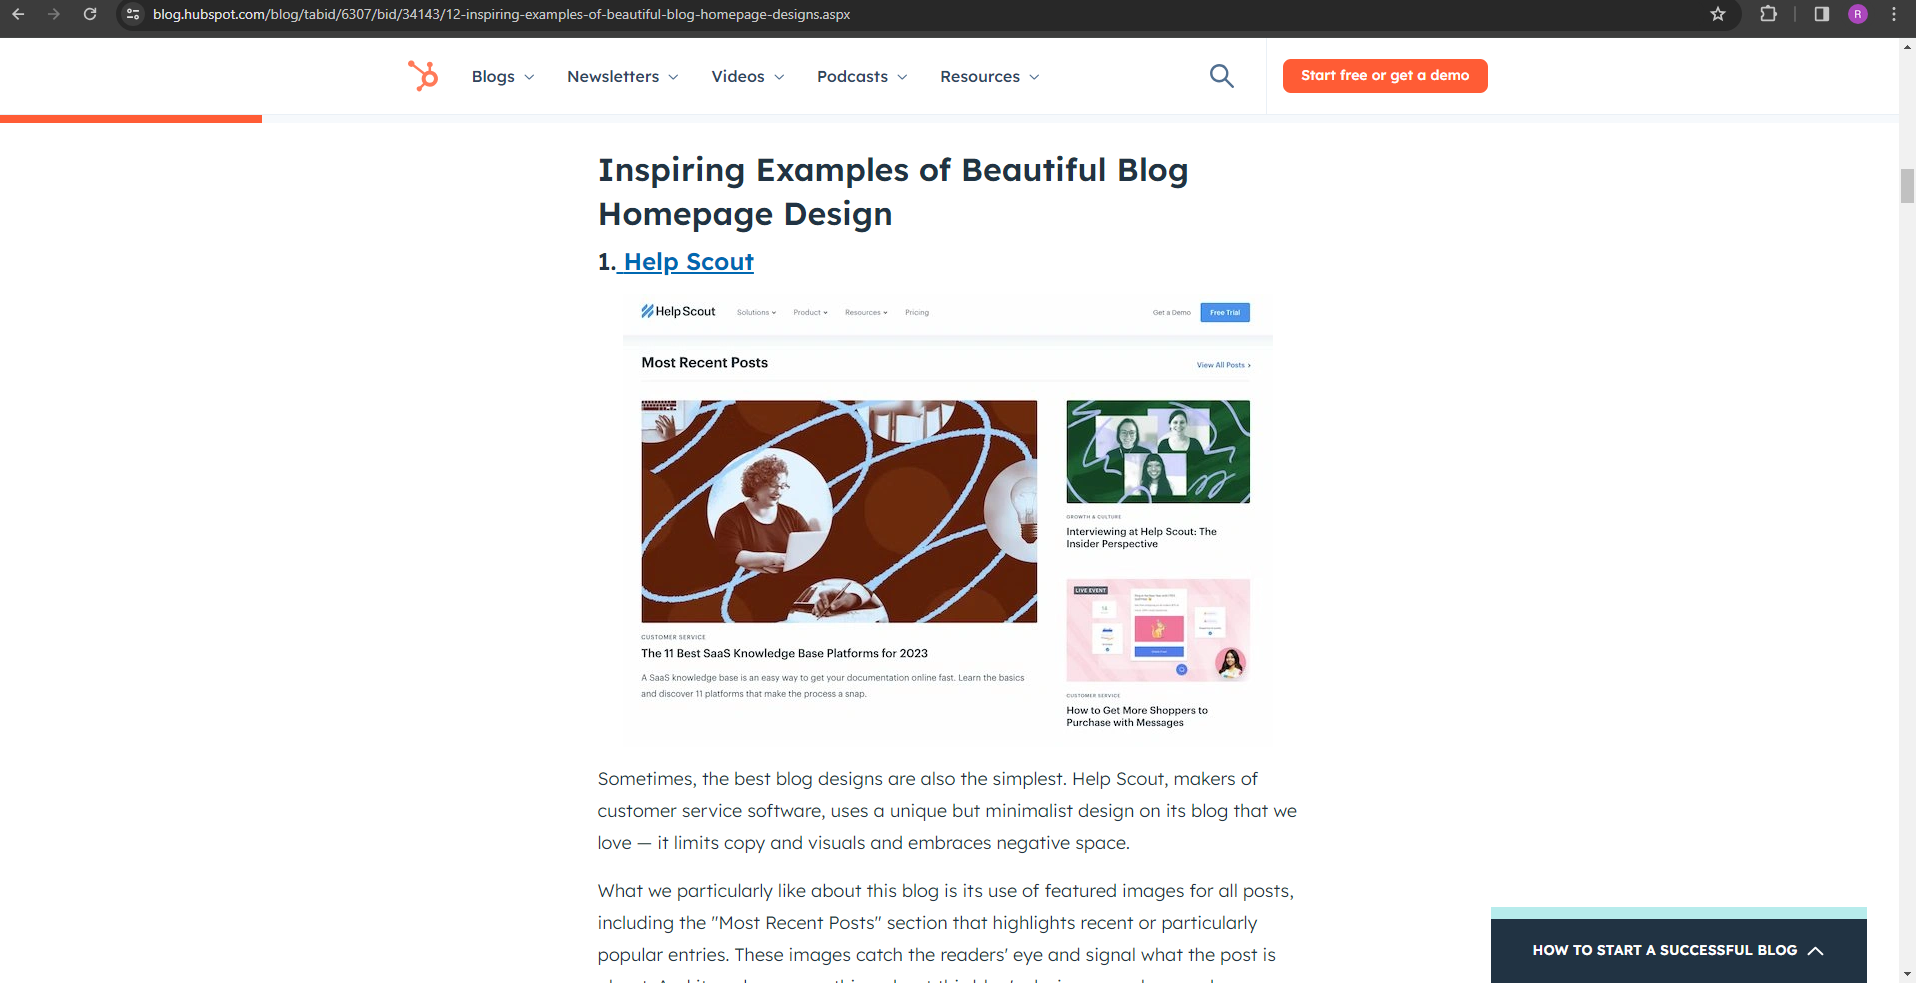 blog.hubspot.com/blog/tabid/6307/bid/34143/12-inspiring-examples-of-beautiful-blog-homepage-designs.aspx
R
Blogs Newsletters Videos Podcasts Resources
Start free or get a demo
Inspiring Examples of Beautiful Blog
Homepage Design
1. Help Scout
Help Scout Solutions Product Resources Pricing Get a Demo Free Trial
Most Recent Posts
View All Posts >
CUSTOMER SERVICE
The 11 Best SaaS Knowledge Base Platforms for 2023
A SaaS knowledge base is an easy way to get your documentation online fast. Learn the basics
and discover 11 platforms that make the process a snap.
GROWTH & CULTURE
Interviewing at Help Scout: The
Insider Perspective
LIVE EVENT
CUSTOMER SERVICE
How to Get More Shoppers to
Purchase with Messages
Sometimes, the best blog designs are also the simplest. Help Scout, makers of
customer service software, uses a unique but minimalist design on its blog that we
love — it limits copy and visuals and embraces negative space.
What we particularly like about this blog is its use of featured images for all posts,
including the "Most Recent Posts" section that highlights recent or particularly
popular entries. These images catch the readers' eye and signal what the post is
HOW TO START A SUCCESSFUL BLOG